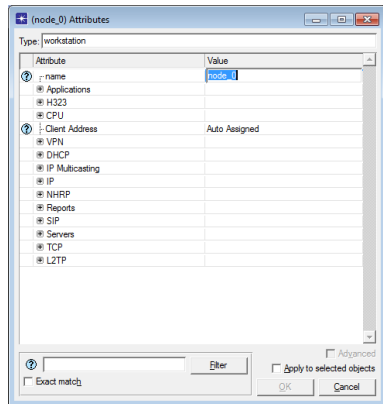 (node_0) Attributes
Type: workstation
Attribute Value
name node_0
Applications
H323
CPU
Client Address Auto Assigned
VPN
DHCP
IP Multicasting
IP
NHRP
Reports
SIP
Servers
TCP
L2TP
Advanced
Filter Apply to selected objects
Exact match OK Cancel